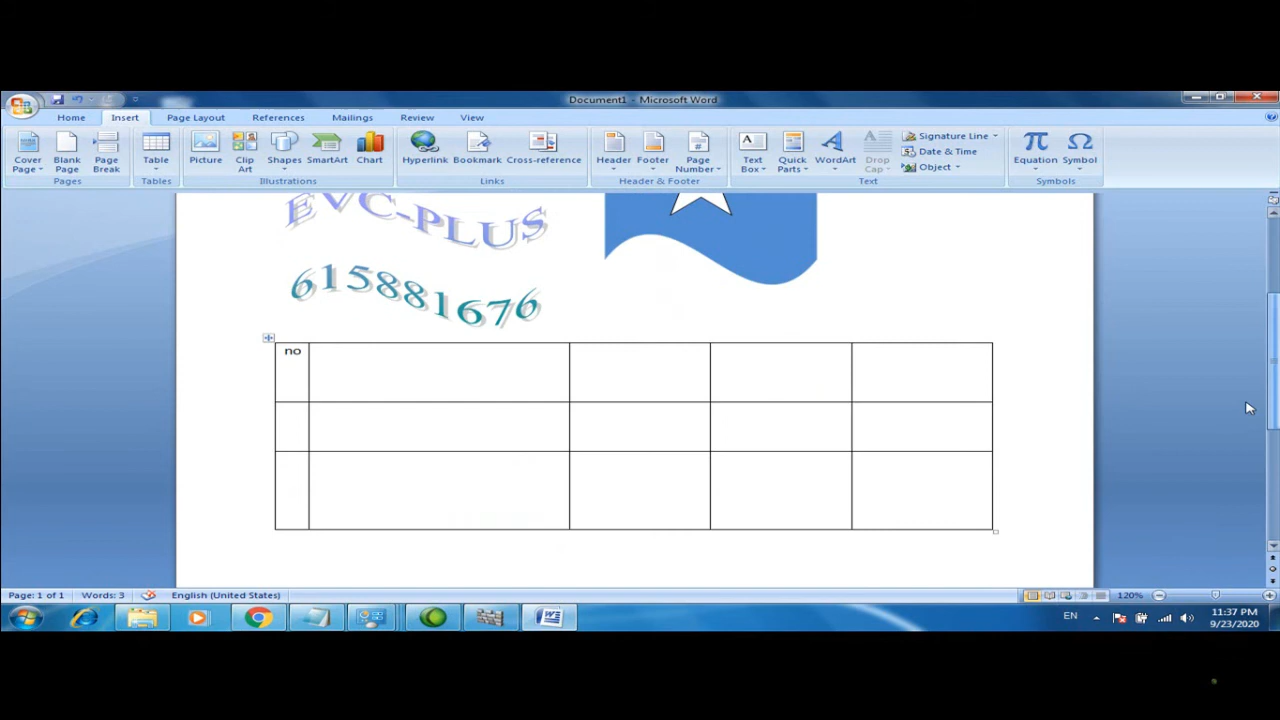 Document1 - Microsoft Word
Home Insert Page Layout References Mailings Review View
Cover Page
Blank Page
Page Break
Pages
Table
Tables
Picture
Clip Art
Shapes
SmartArt
Chart
Illustrations
Hyperlink
Bookmark
Cross-reference
Links
Header
Footer
Page Number
Header & Footer
Text Box
Quick Parts
WordArt
Drop Cap
Signature Line
Date & Time
Object
Text
Equation
Symbol
Symbols
EVC-PLUS
615881676
no
Page: 1 of 1 Words: 3 English (United States) 120%
EN
11:37 PM
9/23/2020